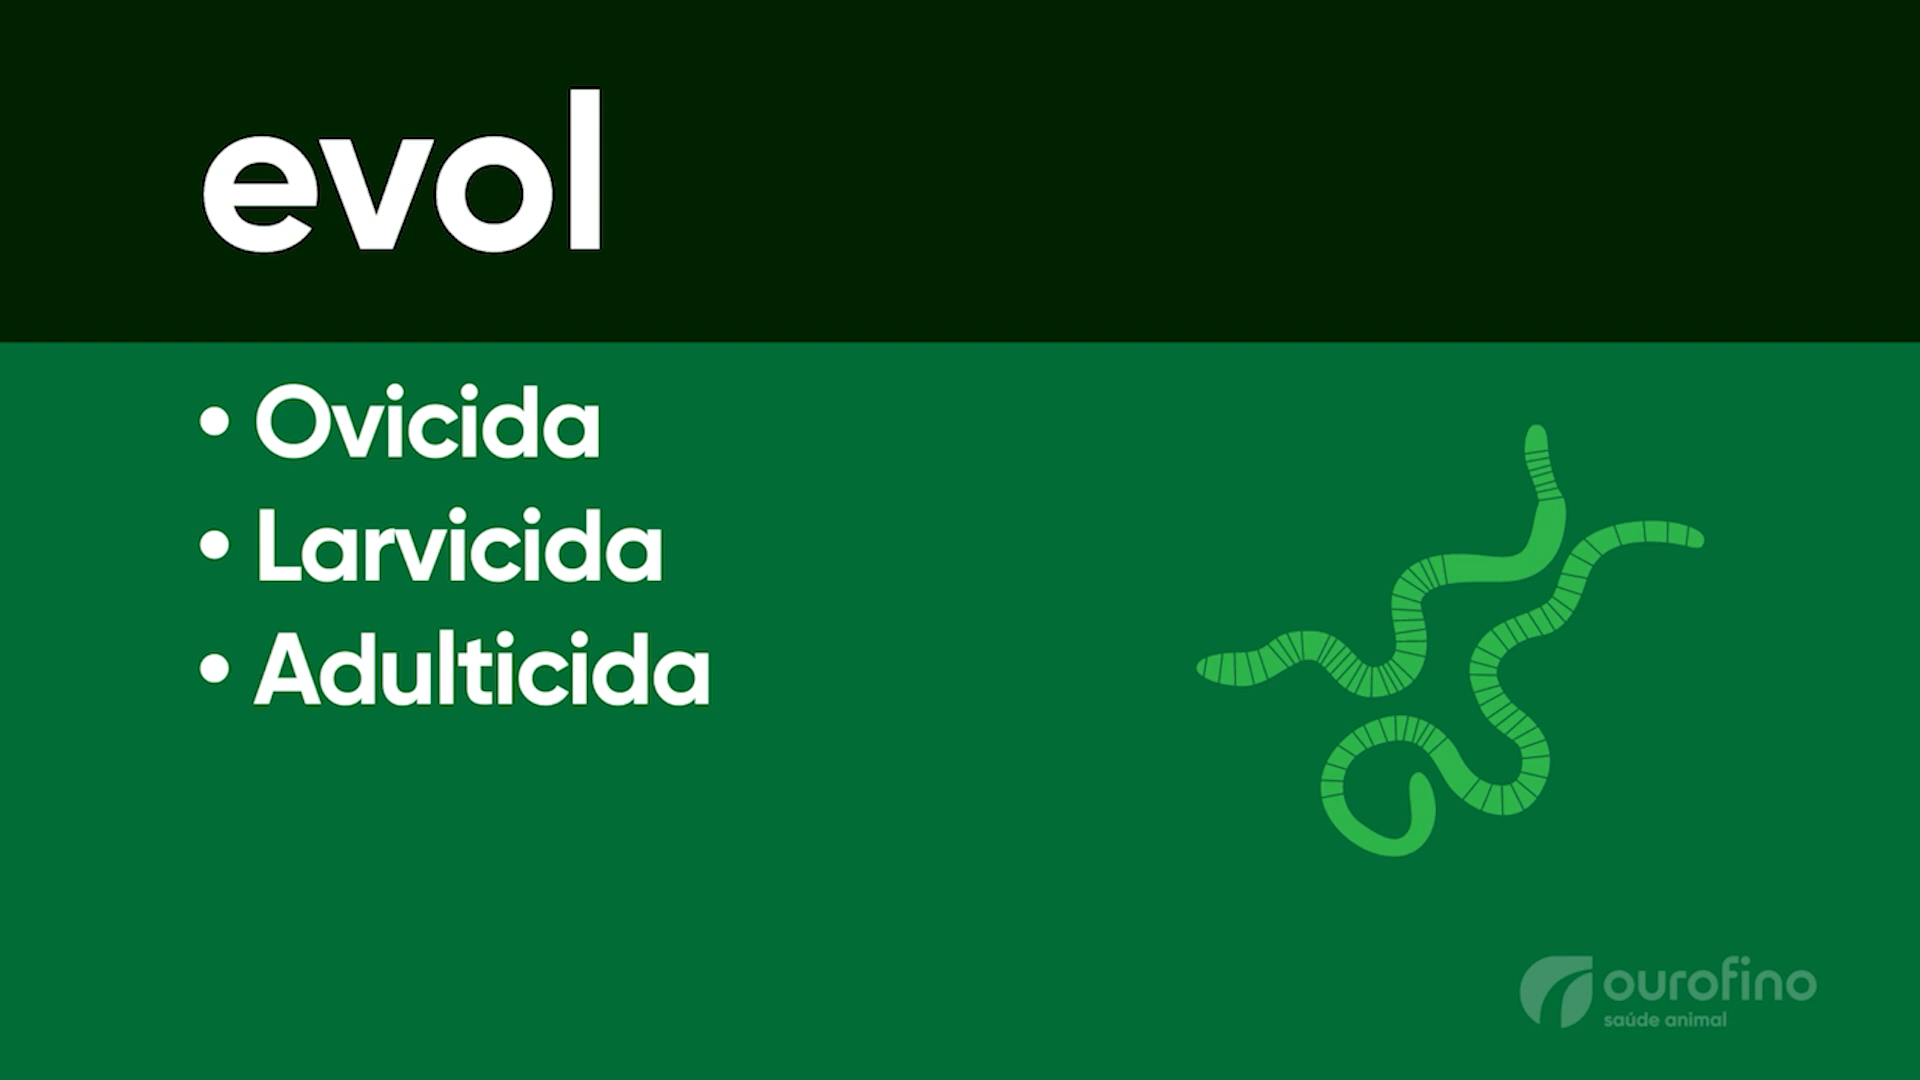 evol
• Ovicida
• Larvicida
• Adulticida
ourofino
saúde animal